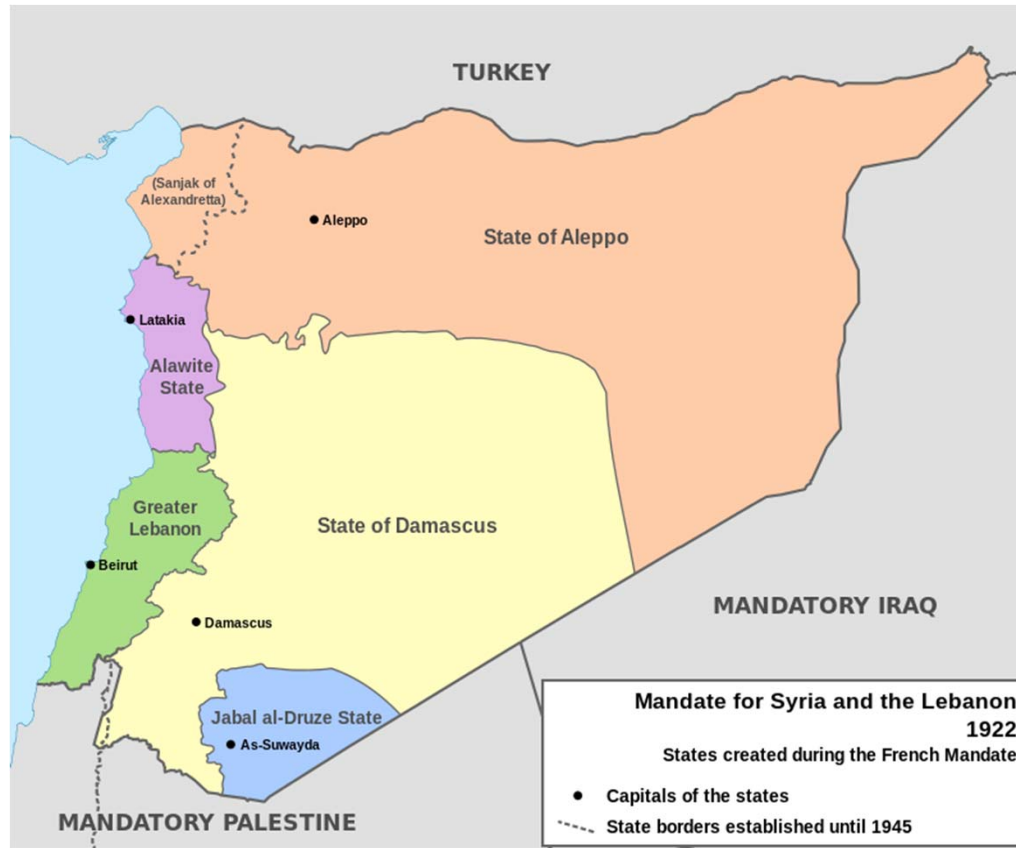 TURKEY
(Sanjak of
Alexandretta)
Aleppo
State of Aleppo
Latakia
Alawite
State
Greater
Lebanon
State of Damascus
Beirut
MANDATORY IRAQ
Damascus
Jabal al-Druze State
As-Suwayda
MANDATORY PALESTINE
Mandate for Syria and the Lebanon
1922
States created during the French Mandate
Capitals of the states
State borders established until 1945